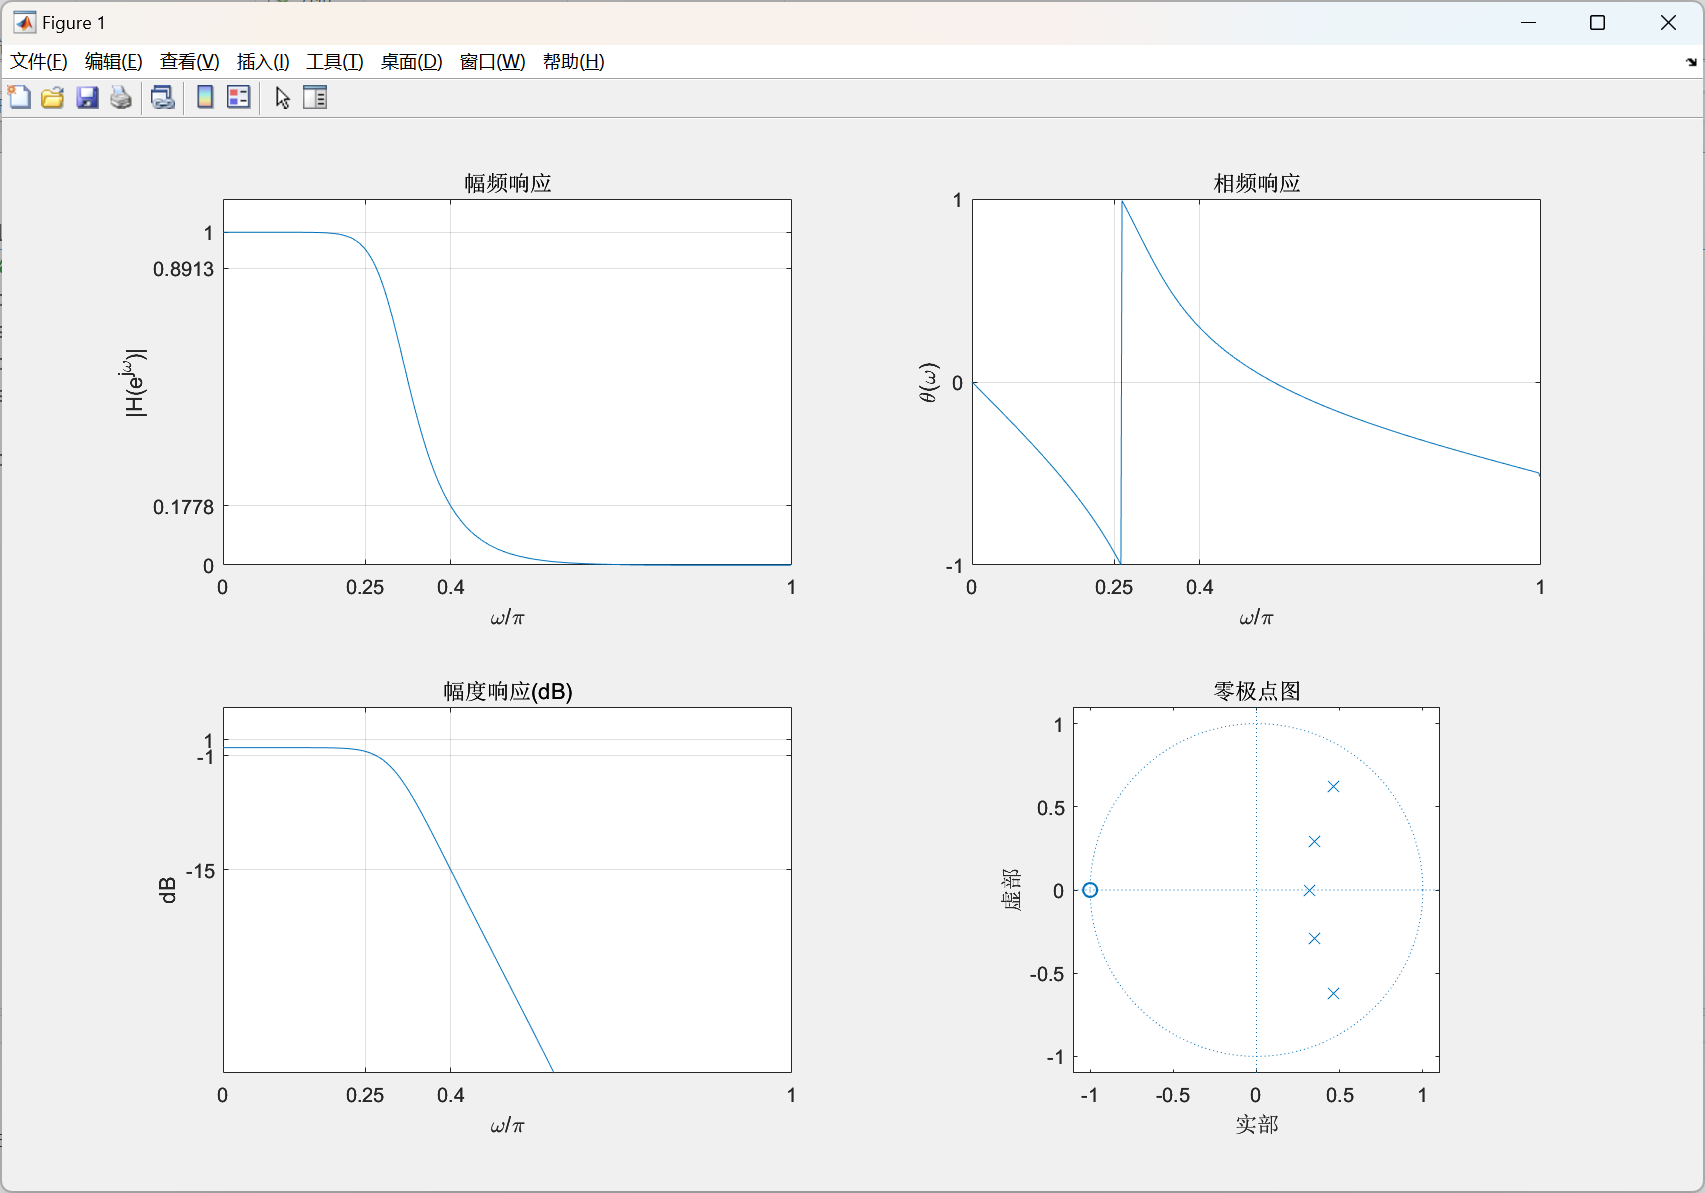 Figure 1
文件(F) 编辑(E) 查看(V) 插入(I) 工具(T) 桌面(D) 窗口(W) 帮助(H)
幅频响应
1
0.8913
0.1778
0
|H(e^jω)|
0 0.25 0.4 1
ω/π
相频响应
1
0
-1
θ(ω)
0 0.25 0.4 1
ω/π
幅度响应(dB)
1
-1
-15
dB
0 0.25 0.4 1
ω/π
零极点图
1
0.5
0
-0.5
-1
虚部
-1 -0.5 0 0.5 1
实部